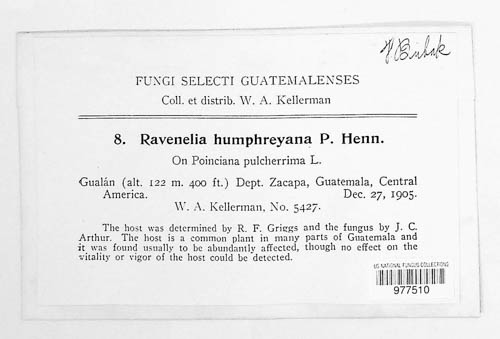 Bubak
FUNGI SELECTI GUATEMALENSES
Coll. et distrib. W. A. Kellerman
8. Ravenelia humphreyana P. Henn.
On Poinciana pulcherrima L.
Gualán (alt. 122 m. 400 ft.) Dept. Zacapa, Guatemala, Central
America. Dec. 27, 1905.
W. A. Kellerman, No. 5427.
The host was determined by R. F. Griggs and the fungus by J. C.
Arthur. The host is a common plant in many parts of Guatemala and
it was found usually to be abundantly affected, though no effect on the
vitality or vigor of the host could be detected.
US NATIONAL FUNGUS COLLECTIONS
977510